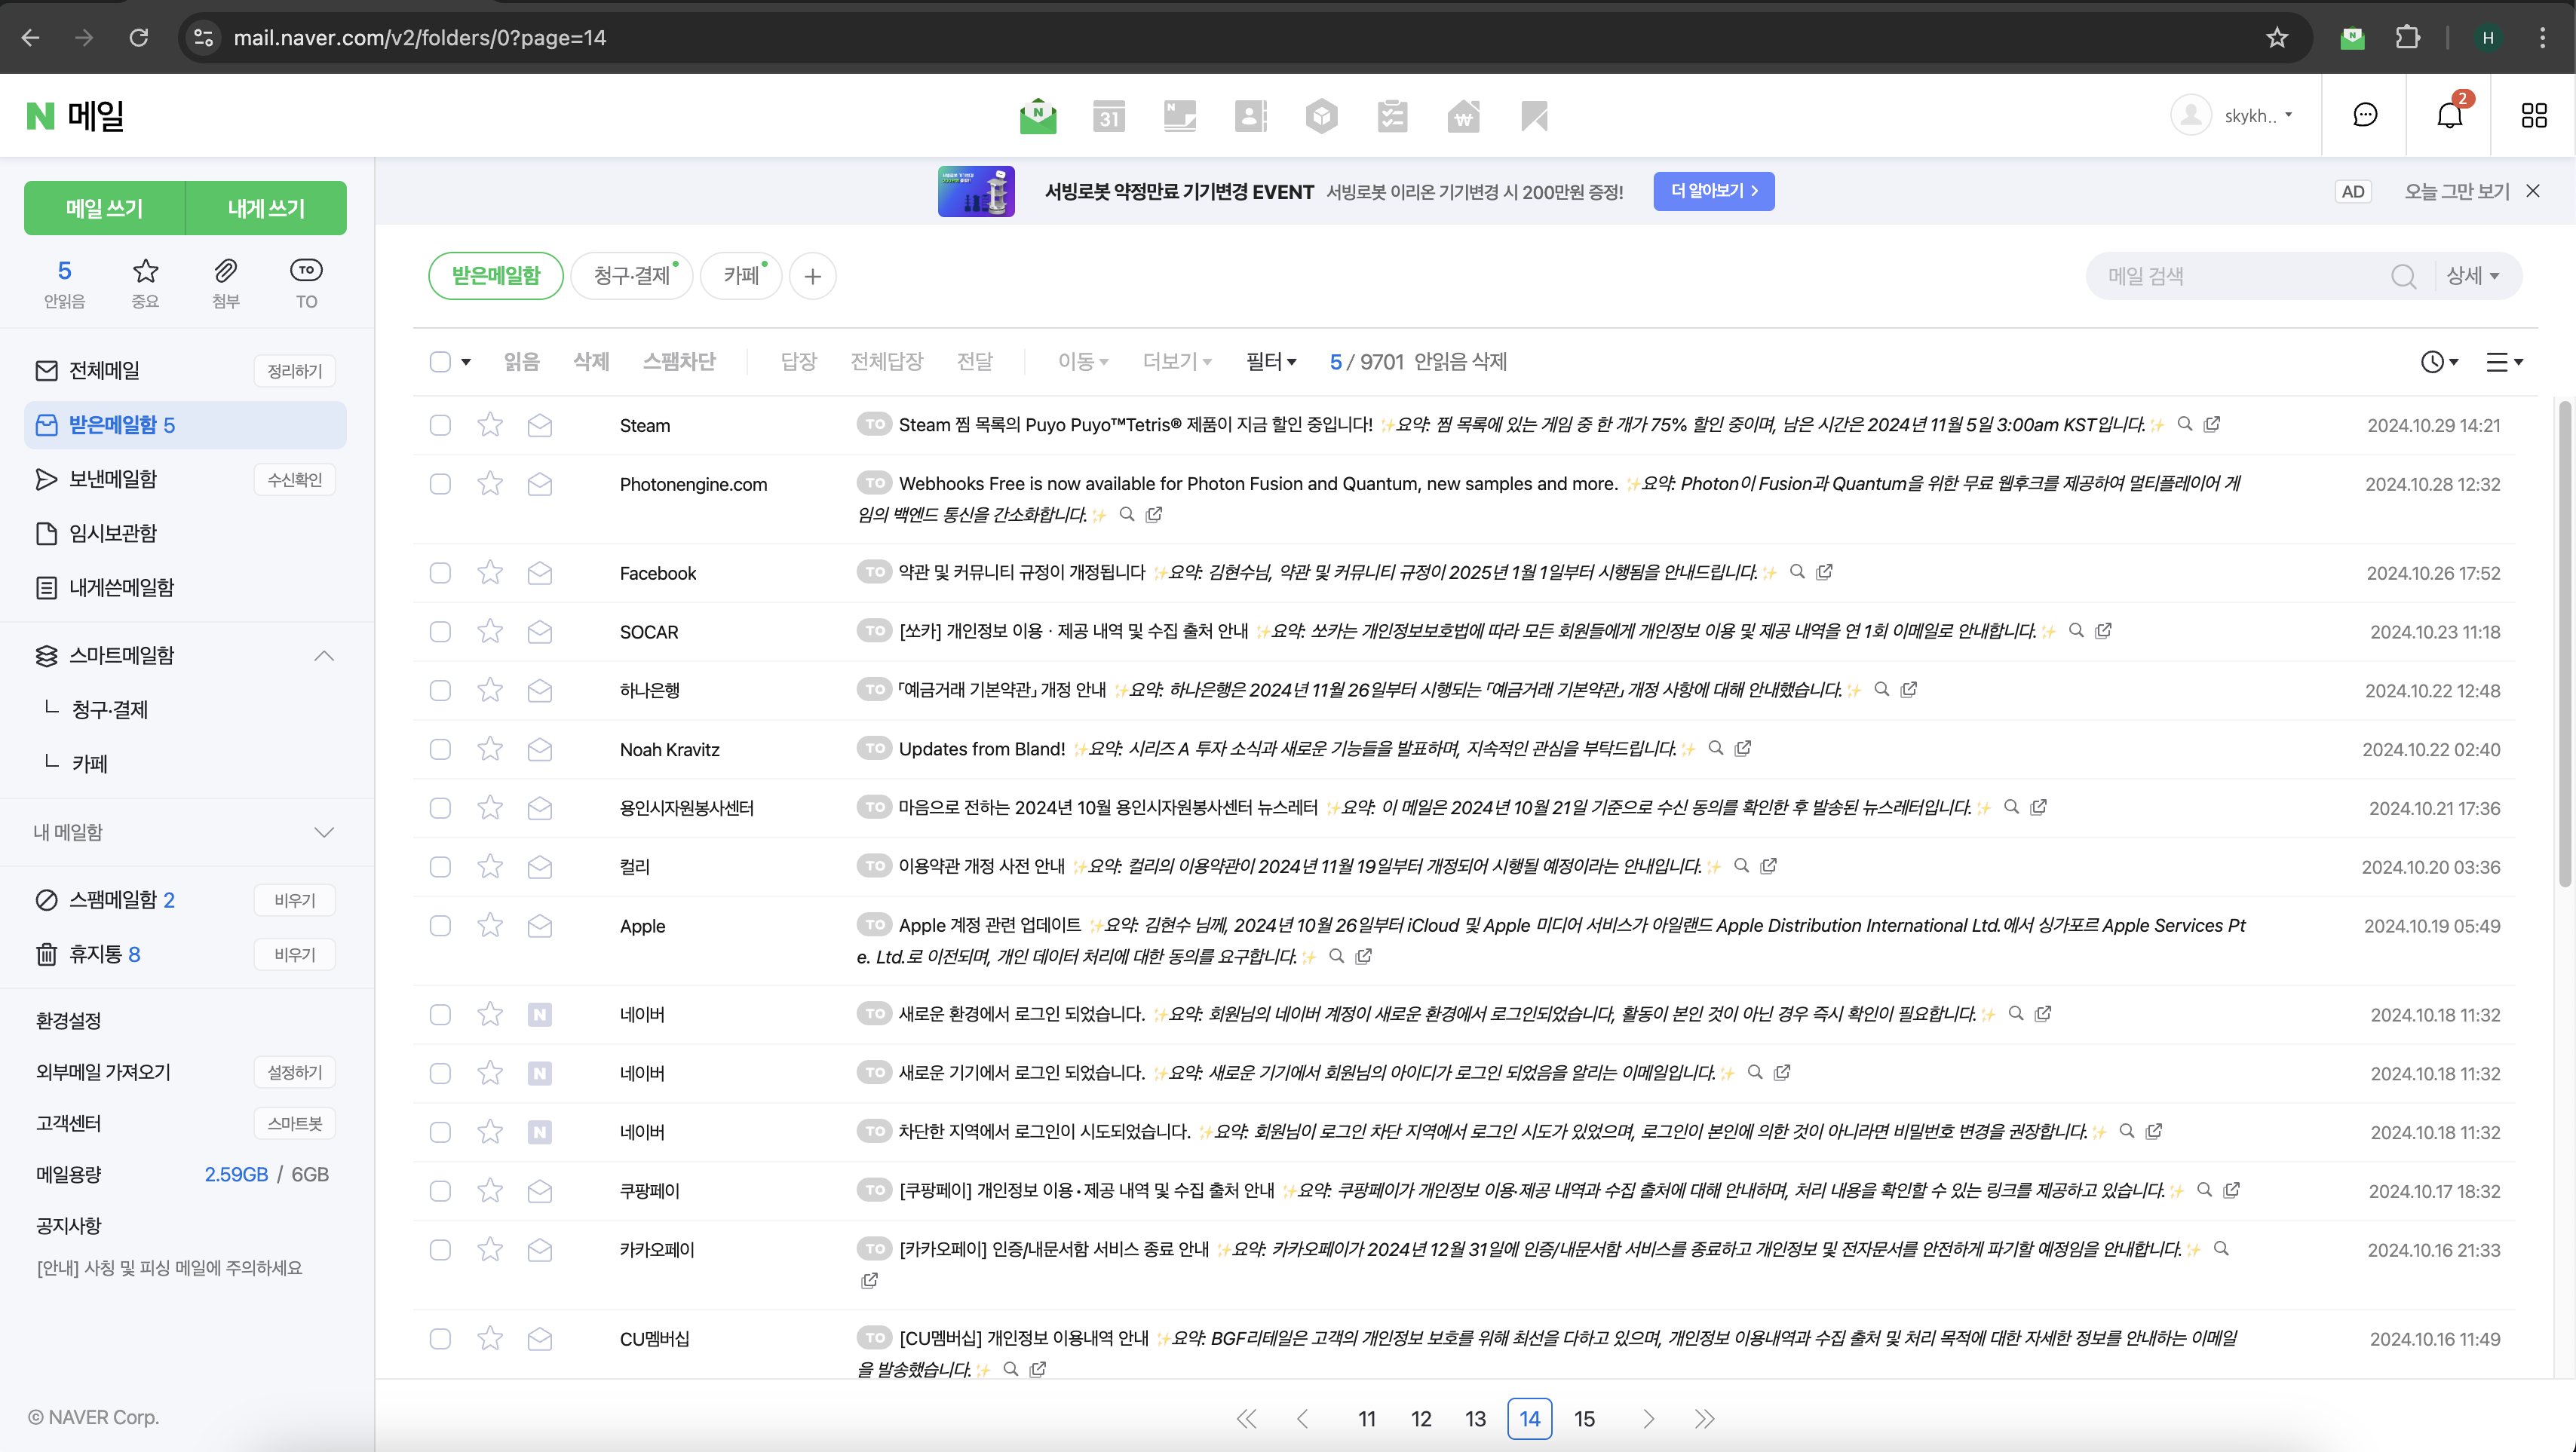 mail.naver.com/v2/folders/0?page=14
H
N 메일
N
31
N
₩
skykh..
2
서빙로봇 약정만료 기기변경 EVENT 서빙로봇 이리온 기기변경 시 200만원 증정! 더 알아보기
AD 오늘 그만 보기
메일 쓰기 내게 쓰기
5 안읽음
중요
첨부
TO TO
전체메일 정리하기
받은메일함 5
보낸메일함 수신확인
임시보관함
내게쓴메일함
스마트메일함
청구·결제
카페
내 메일함
스팸메일함 2 비우기
휴지통 8 비우기
환경설정
외부메일 가져오기 설정하기
고객센터 스마트봇
메일용량 2.59GB / 6GB
공지사항
[안내] 사칭 및 피싱 메일에 주의하세요
© NAVER Corp.
받은메일함 청구·결제 카페 +
메일 검색 상세
읽음 삭제 스팸차단 답장 전체답장 전달 이동 더보기 필터 5 / 9701 안읽음 삭제
Steam TO Steam 찜 목록의 Puyo Puyo™Tetris® 제품이 지금 할인 중입니다! ✨요약: 찜 목록에 있는 게임 중 한 개가 75% 할인 중이며, 남은 시간은 2024년 11월 5일 3:00am KST입니다.✨ 2024.10.29 14:21
Photonengine.com TO Webhooks Free is now available for Photon Fusion and Quantum, new samples and more. ✨요약: Photon이 Fusion과 Quantum을 위한 무료 웹후크를 제공하여 멀티플레이어 게 2024.10.28 12:32
임의 백엔드 통신을 간소화합니다.✨
Facebook TO 약관 및 커뮤니티 규정이 개정됩니다 ✨요약: 김현수님, 약관 및 커뮤니티 규정이 2025년 1월 1일부터 시행됨을 안내드립니다.✨ 2024.10.26 17:52
SOCAR TO [쏘카] 개인정보 이용ㆍ제공 내역 및 수집 출처 안내 ✨요약: 쏘카는 개인정보보호법에 따라 모든 회원들에게 개인정보 이용 및 제공 내역을 연 1회 이메일로 안내합니다.✨ 2024.10.23 11:18
하나은행 TO 「예금거래 기본약관」 개정 안내 ✨요약: 하나은행은 2024년 11월 26일부터 시행되는 「예금거래 기본약관」 개정 사항에 대해 안내했습니다.✨ 2024.10.22 12:48
Noah Kravitz TO Updates from Bland! ✨요약: 시리즈 A 투자 소식과 새로운 기능들을 발표하며, 지속적인 관심을 부탁드립니다.✨ 2024.10.22 02:40
용인시자원봉사센터 TO 마음으로 전하는 2024년 10월 용인시자원봉사센터 뉴스레터 ✨요약: 이 메일은 2024년 10월 21일 기준으로 수신 동의를 확인한 후 발송된 뉴스레터입니다.✨ 2024.10.21 17:36
컬리 TO 이용약관 개정 사전 안내 ✨요약: 컬리의 이용약관이 2024년 11월 19일부터 개정되어 시행될 예정이라는 안내입니다.✨ 2024.10.20 03:36
Apple TO Apple 계정 관련 업데이트 ✨요약: 김현수 님께, 2024년 10월 26일부터 iCloud 및 Apple 미디어 서비스가 아일랜드 Apple Distribution International Ltd.에서 싱가포르 Apple Services Pt 2024.10.19 05:49
e. Ltd.로 이전되며, 개인 데이터 처리에 대한 동의를 요구합니다.✨
N 네이버 TO 새로운 환경에서 로그인 되었습니다. ✨요약: 회원님의 네이버 계정이 새로운 환경에서 로그인되었습니다, 활동이 본인 것이 아닌 경우 즉시 확인이 필요합니다.✨ 2024.10.18 11:32
N 네이버 TO 새로운 기기에서 로그인 되었습니다. ✨요약: 새로운 기기에서 회원님의 아이디가 로그인 되었음을 알리는 이메일입니다.✨ 2024.10.18 11:32
N 네이버 TO 차단한 지역에서 로그인이 시도되었습니다. ✨요약: 회원님이 로그인 차단 지역에서 로그인 시도가 있었으며, 로그인이 본인에 의한 것이 아니라면 비밀번호 변경을 권장합니다.✨ 2024.10.18 11:32
쿠팡페이 TO [쿠팡페이] 개인정보 이용•제공 내역 및 수집 출처 안내 ✨요약: 쿠팡페이가 개인정보 이용·제공 내역과 수집 출처에 대해 안내하며, 처리 내용을 확인할 수 있는 링크를 제공하고 있습니다.✨ 2024.10.17 18:32
카카오페이 TO [카카오페이] 인증/내문서함 서비스 종료 안내 ✨요약: 카카오페이가 2024년 12월 31일에 인증/내문서함 서비스를 종료하고 개인정보 및 전자문서를 안전하게 파기할 예정임을 안내합니다.✨ 2024.10.16 21:33
CU멤버십 TO [CU멤버십] 개인정보 이용내역 안내 ✨요약: BGF리테일은 고객의 개인정보 보호를 위해 최선을 다하고 있으며, 개인정보 이용내역과 수집 출처 및 처리 목적에 대한 자세한 정보를 안내하는 이메일 2024.10.16 11:49
을 발송했습니다.✨
11 12 13 14 15